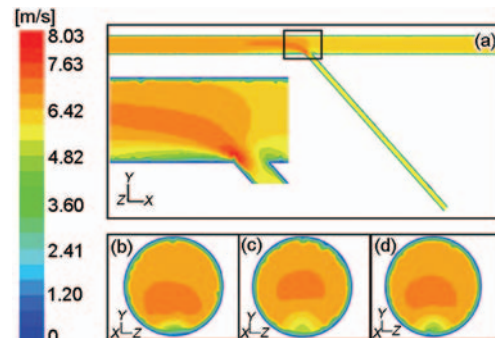 [m/s]
8.03
7.63
6.42
4.82
3.60
2.41
1.20
0
(a)
Y
Z X
(b) (c) (d)
Y Y Y
X Z X Z X Z